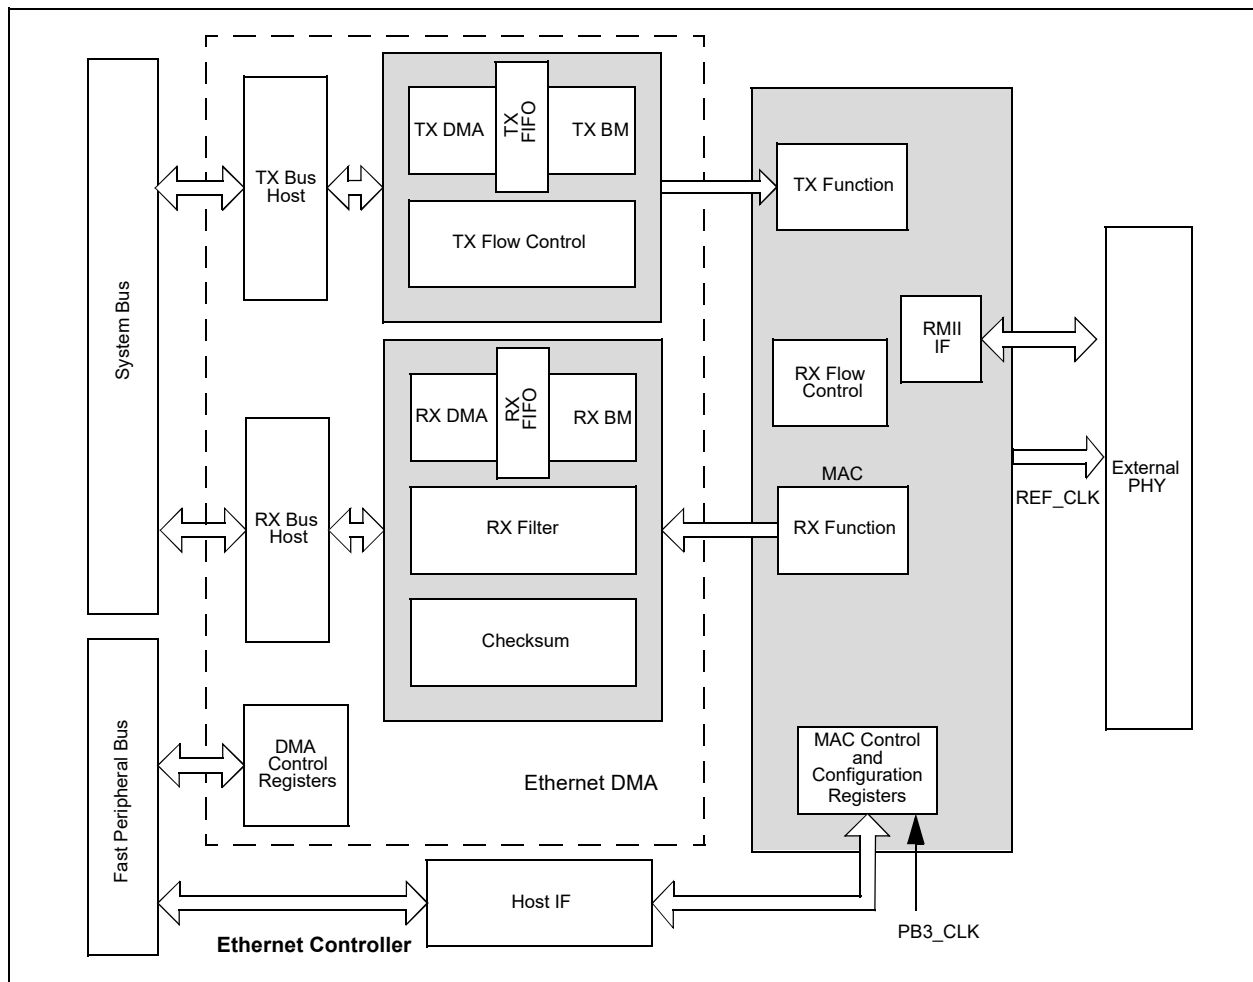 System Bus
Fast Peripheral Bus
TX Bus
Host
TX DMA
TX
FIFO
TX BM
TX Flow Control
RX Bus
Host
RX DMA
RX
FIFO
RX BM
RX Filter
Checksum
DMA
Control
Registers
Ethernet DMA
Host IF
Ethernet Controller
TX Function
RMII
IF
RX Flow
Control
MAC
RX Function
MAC Control
and
Configuration
Registers
PB3_CLK
REF_CLK
External
PHY